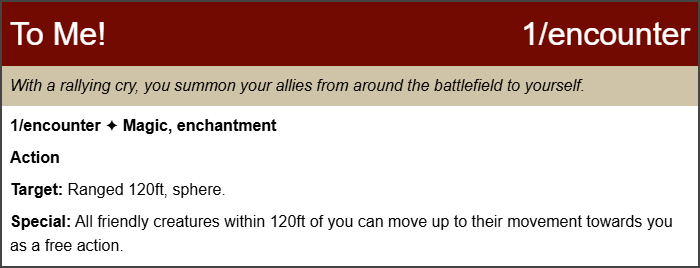 To Me! 1/encounter
With a rallying cry, you summon your allies from around the battlefield to yourself.
1/encounter ✦ Magic, enchantment
Action
Target: Ranged 120ft, sphere.
Special: All friendly creatures within 120ft of you can move up to their movement towards you
as a free action.